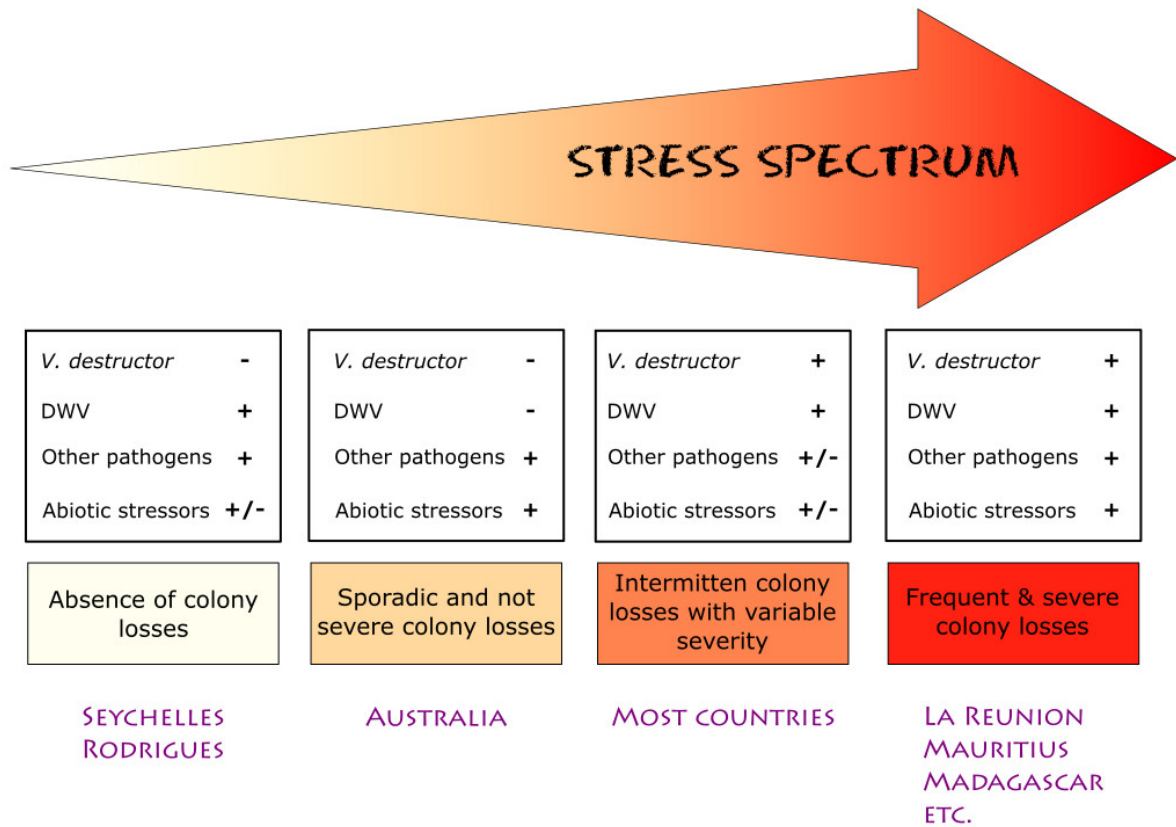 STRESS SPECTRUM
V. destructor -
DWV +
Other pathogens +
Abiotic stressors +/-
V. destructor -
DWV -
Other pathogens +
Abiotic stressors +
V. destructor +
DWV +
Other pathogens +/-
Abiotic stressors +/-
V. destructor +
DWV +
Other pathogens +
Abiotic stressors +
Absence of colony
losses
Sporadic and not
severe colony losses
Intermitten colony
losses with variable
severity
Frequent & severe
colony losses
SEYCHELLES
RODRIGUES
AUSTRALIA
MOST COUNTRIES
LA REUNION
MAURITIUS
MADAGASCAR
ETC.